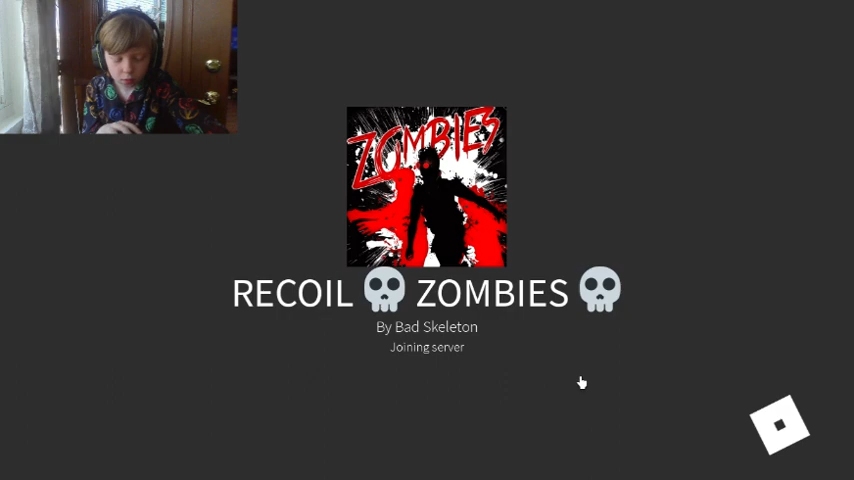 ZOMBIES
RECOIL 💀 ZOMBIES 💀
By Bad Skeleton
Joining server